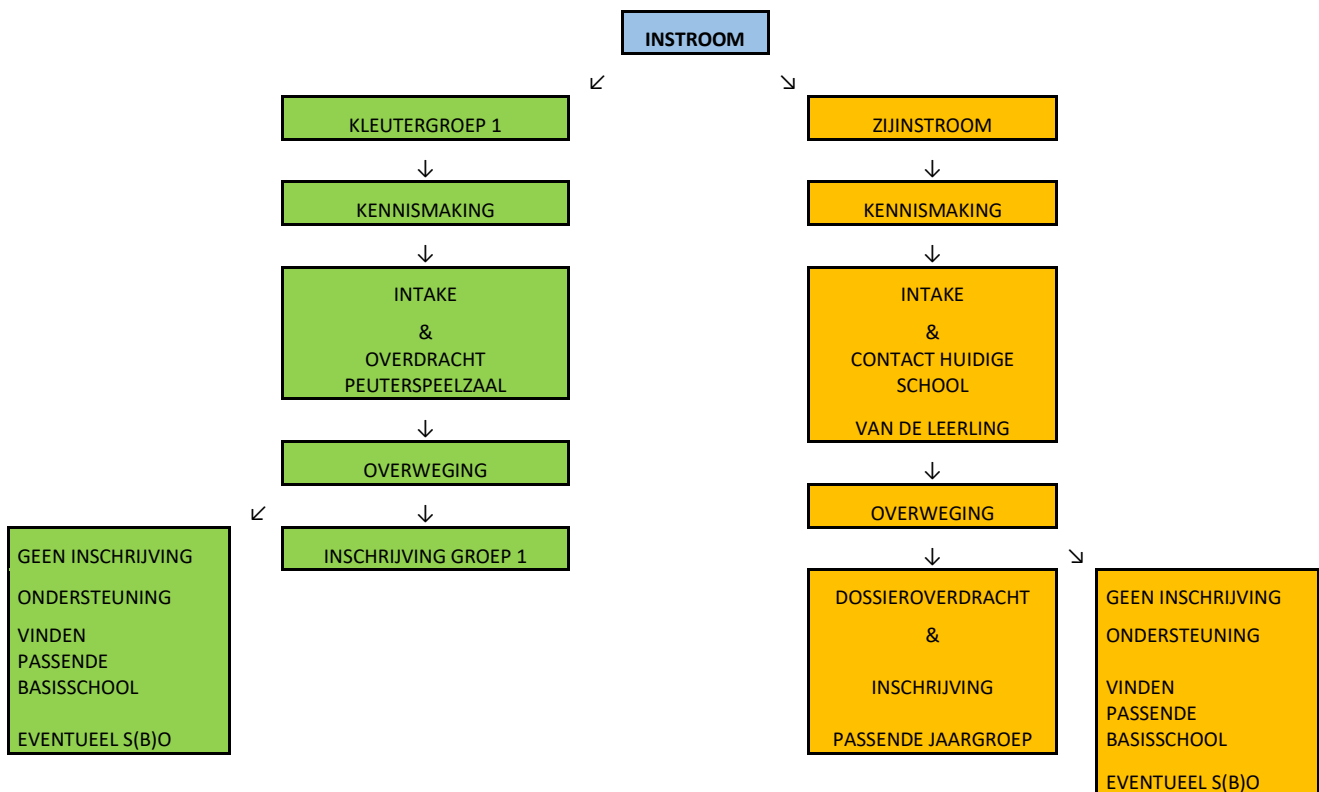 INSTROOM
KLEUTERGROEP 1
KENNISMAKING
INTAKE
&
OVERDRACHT
PEUTERSPEELZAAL
OVERWEGING
INSCHRIJVING GROEP 1
GEEN INSCHRIJVING
ONDERSTEUNING
VINDEN
PASSENDE
BASISSCHOOL
EVENTUEEL S(B)O
ZIJINSTROOM
KENNISMAKING
INTAKE
&
CONTACT HUIDIGE
SCHOOL
VAN DE LEERLING
OVERWEGING
DOSSIEROVERDRACHT
&
INSCHRIJVING
PASSENDE JAARGROEP
GEEN INSCHRIJVING
ONDERSTEUNING
VINDEN
PASSENDE
BASISSCHOOL
EVENTUEEL S(B)O